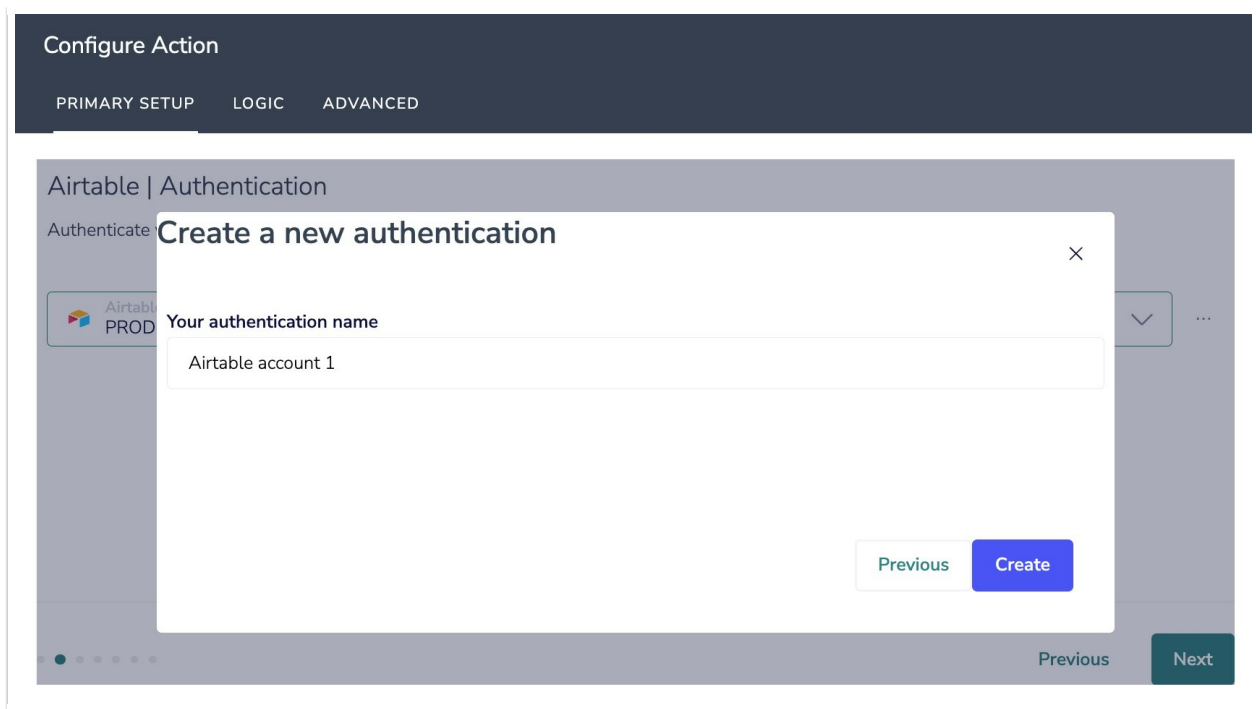 Configure Action
PRIMARY SETUP LOGIC ADVANCED
Airtable | Authentication
Authenticate
Create a new authentication
Airtable
PROD
Your authentication name
Airtable account 1
...
Previous Create
Previous Next